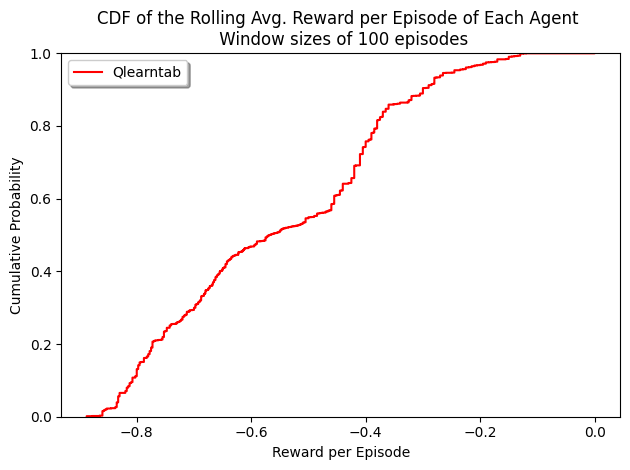 CDF of the Rolling Avg. Reward per Episode of Each Agent
Window sizes of 100 episodes
Qlearntab
Cumulative Probability
1.0
0.8
0.6
0.4
0.2
0.0
−0.8
−0.6
−0.4
−0.2
0.0
Reward per Episode